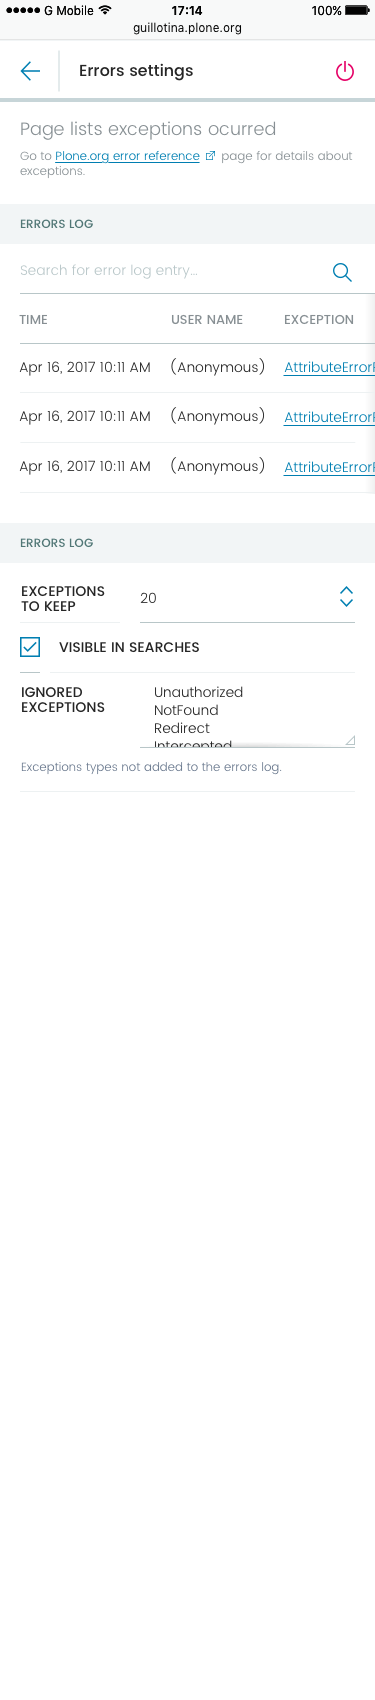 G Mobile 17:14 100%
guillotina.plone.org
Errors settings
Page lists exceptions ocurred
Go to Plone.org error reference page for details about
exceptions.
ERRORS LOG
Search for error log entry...
TIME USER NAME EXCEPTION
Apr 16, 2017 10:11 AM (Anonymous) AttributeError
Apr 16, 2017 10:11 AM (Anonymous) AttributeError
Apr 16, 2017 10:11 AM (Anonymous) AttributeError
ERRORS LOG
EXCEPTIONS
TO KEEP
20
VISIBLE IN SEARCHES
IGNORED
EXCEPTIONS
Unauthorized
NotFound
Redirect
Intercepted
Exceptions types not added to the errors log.